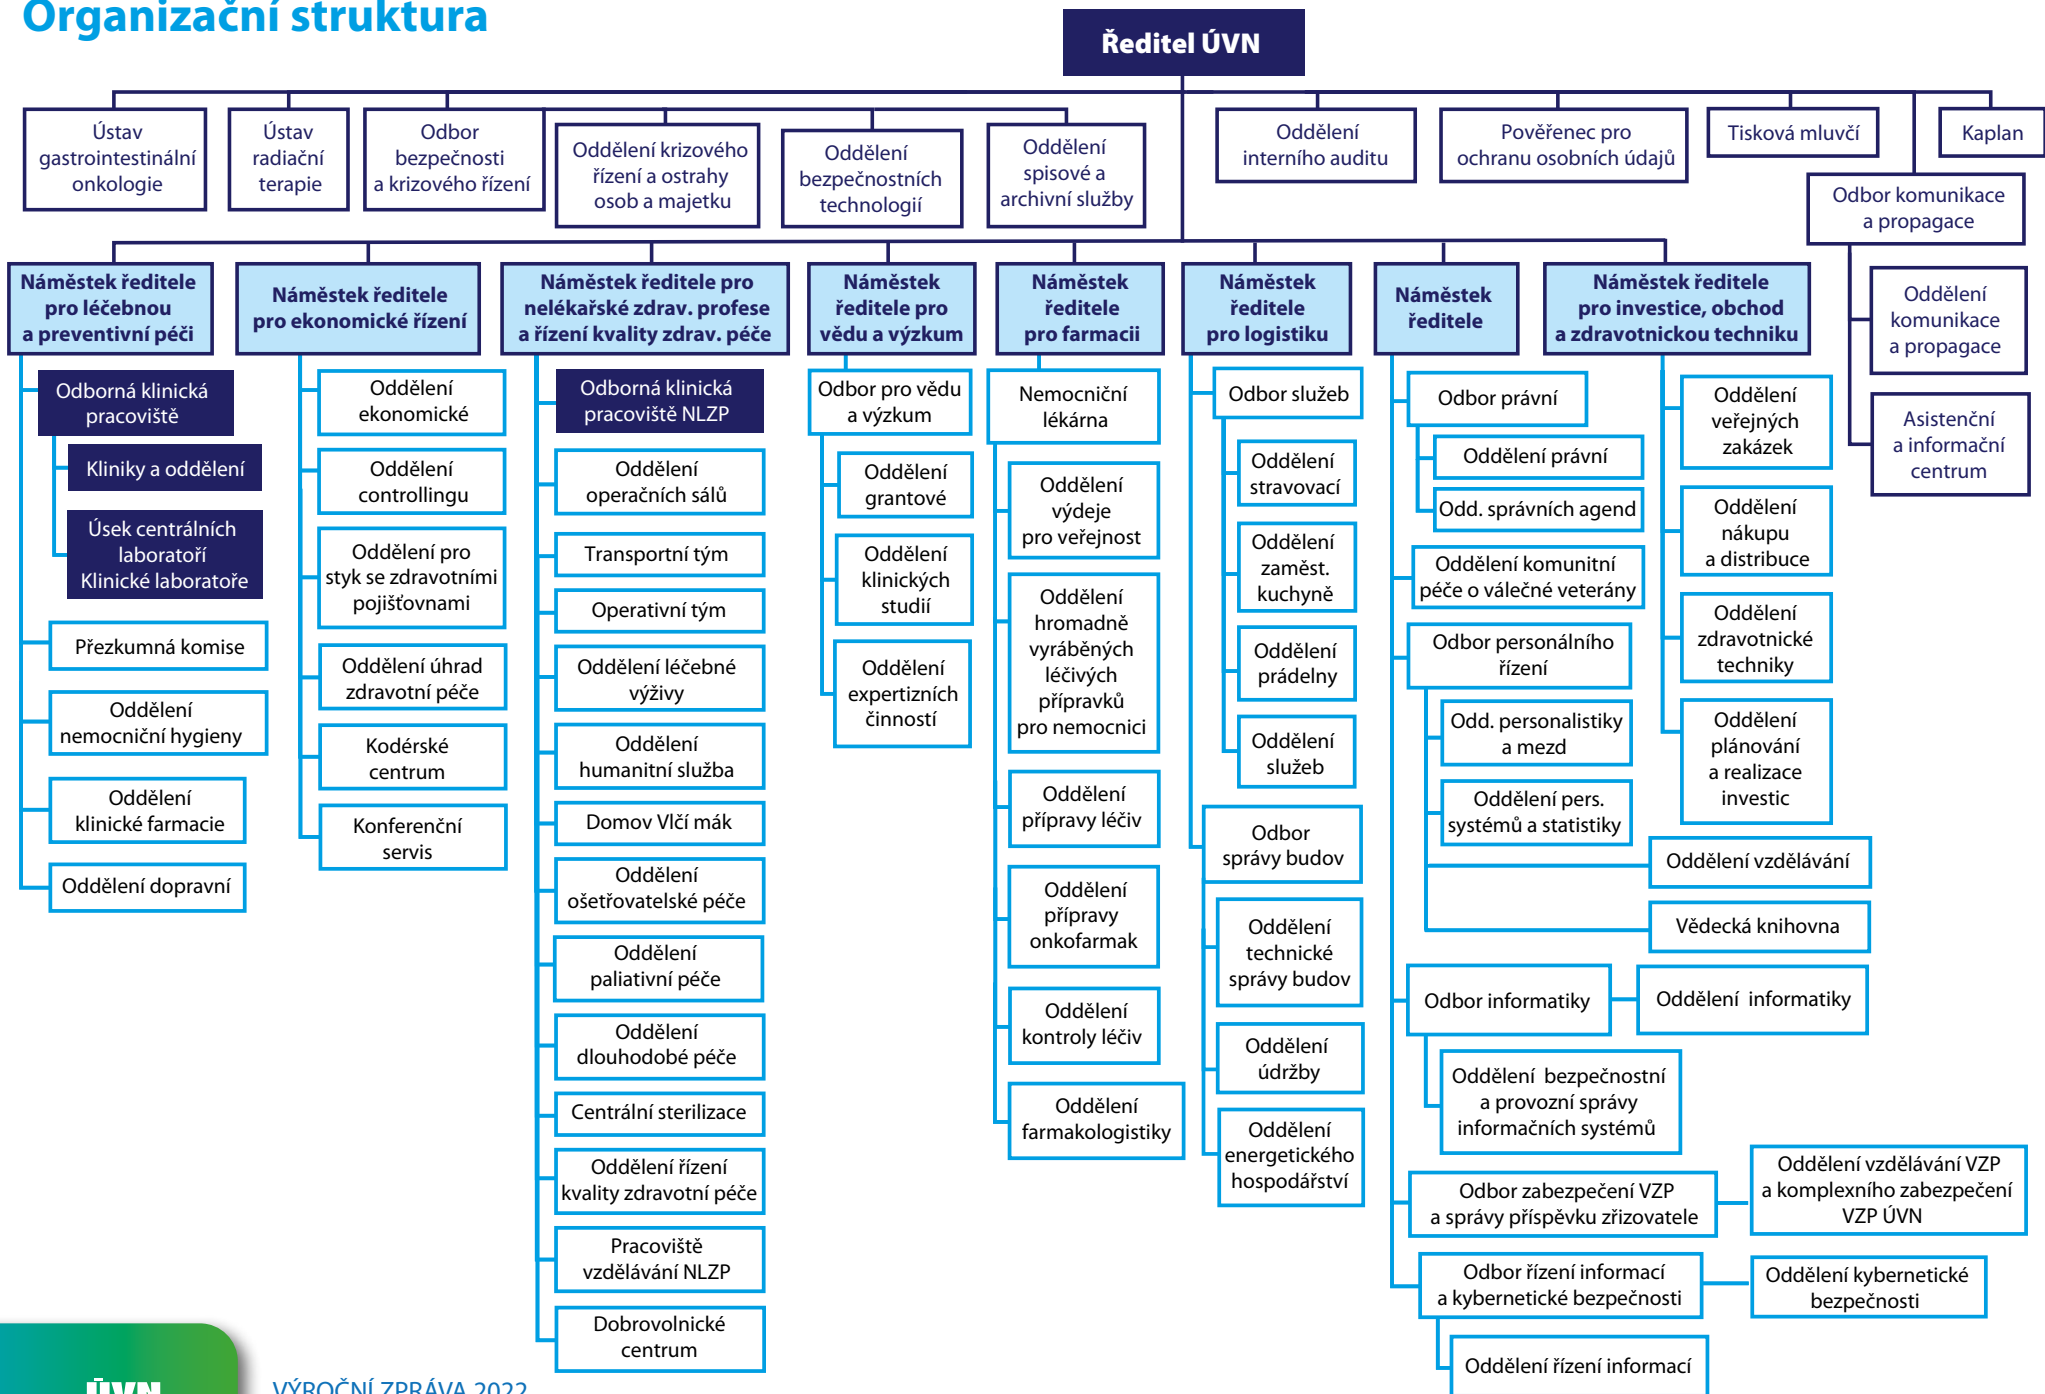 Organizační struktura
Ředitel ÚVN
Ústav
gastrointestinální
onkologie
Ústav
radiační
terapie
Odbor
bezpečnosti
a krizového řízení
Oddělení krizového
řízení a ostrahy
osob a majetku
Oddělení
bezpečnostních
technologií
Oddělení
spisové a
archivní služby
Oddělení
interního auditu
Pověřenec pro
ochranu osobních údajů
Tisková mluvčí
Kaplan
Odbor komunikace
a propagace
Oddělení
komunikace
a propagace
Asistenční
a informační
centrum
Náměstek ředitele
pro léčebnou
a preventivní péči
Odborná klinická
pracoviště
Kliniky a oddělení
Úsek centrálních
laboratoří
Klinické laboratoře
Přezkumná komise
Oddělení
nemocniční hygieny
Oddělení
klinické farmacie
Oddělení dopravní
Náměstek ředitele
pro ekonomické řízení
Oddělení
ekonomické
Oddělení
controllingu
Oddělení pro
styk se zdravotními
pojišťovnami
Oddělení úhrad
zdravotní péče
Kodérské
centrum
Konferenční
servis
Náměstek ředitele pro
nelékařské zdrav. profese
a řízení kvality zdrav. péče
Odborná klinická
pracoviště NLZP
Oddělení
operačních sálů
Transportní tým
Operativní tým
Oddělení léčebné
výživy
Oddělení
humanitní služba
Domov Vlčí mák
Oddělení
ošetřovatelské péče
Oddělení
paliativní péče
Oddělení
dlouhodobé péče
Centrální sterilizace
Oddělení řízení
kvality zdravotní péče
Pracoviště
vzdělávání NLZP
Dobrovolnické
centrum
Náměstek
ředitele pro
vědu a výzkum
Odbor pro vědu
a výzkum
Oddělení
grantové
Oddělení
klinických
studií
Oddělení
expertizních
činností
Náměstek
ředitele
pro farmacii
Nemocniční
lékárna
Oddělení
výdeje
pro veřejnost
Oddělení
hromadně
vyráběných
léčivých
přípravků
pro nemocnici
Oddělení
přípravy léčiv
Oddělení
přípravy
onkofarmak
Oddělení
kontroly léčiv
Oddělení
farmakologistiky
Náměstek
ředitele
pro logistiku
Odbor služeb
Oddělení
stravovací
Oddělení
zaměst.
kuchyně
Oddělení
prádelny
Oddělení
služeb
Odbor
správy budov
Oddělení
technické
správy budov
Oddělení
údržby
Oddělení
energetického
hospodářství
Náměstek
ředitele
Odbor právní
Oddělení právní
Odd. správních agend
Oddělení komunitní
péče o válečné veterány
Odbor personálního
řízení
Odd. personalistiky
a mezd
Oddělení pers.
systémů a statistiky
Oddělení vzdělávání
Vědecká knihovna
Odbor informatiky
Oddělení informatiky
Oddělení bezpečnostní
a provozní správy
informačních systémů
Odbor zabezpečení VZP
a správy příspěvku zřizovatele
Oddělení vzdělávání VZP
a komplexního zabezpečení
VZP ÚVN
Odbor řízení informací
a kybernetické bezpečnosti
Oddělení kybernetické
bezpečnosti
Oddělení řízení informací
Náměstek ředitele
pro investice, obchod
a zdravotnickou techniku
Oddělení
veřejných
zakázek
Oddělení
nákupu
a distribuce
Oddělení
zdravotnické
techniky
Oddělení
plánování
a realizace
investic
ÚVN
VÝROČNÍ ZPRÁVA 2022